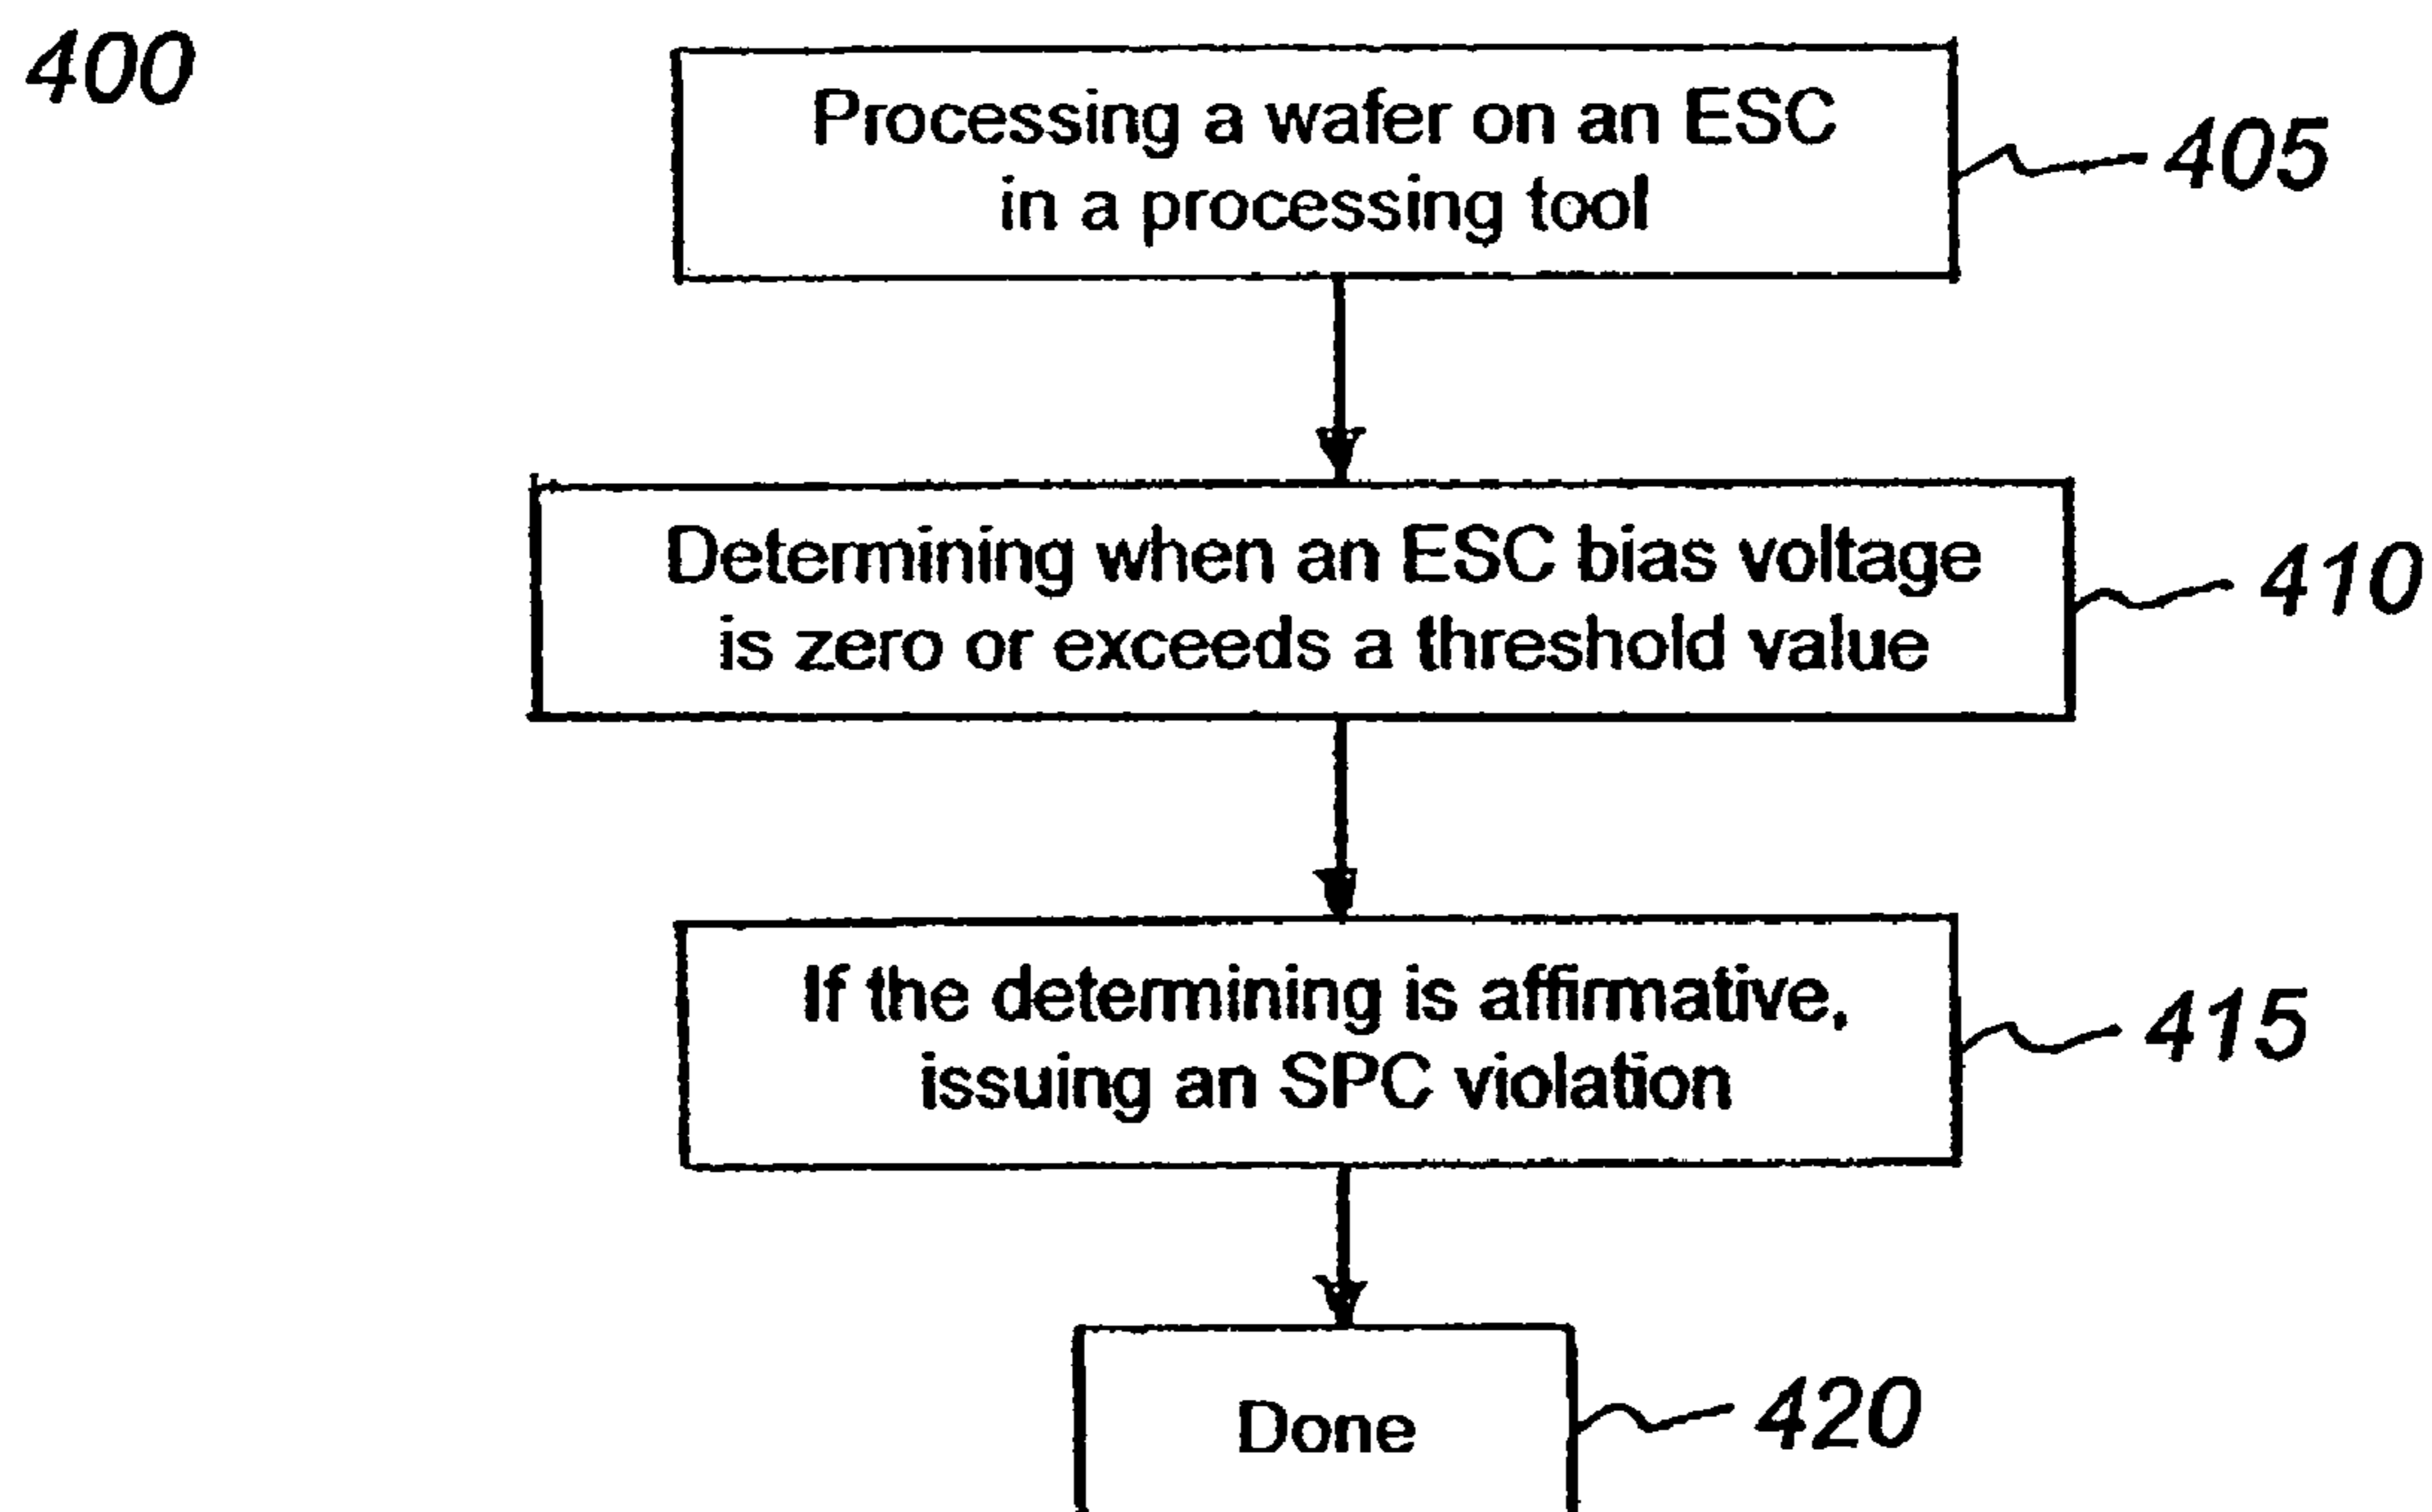 400
Processing a wafer on an ESC
in a processing tool
405
Determining when an ESC bias voltage
is zero or exceeds a threshold value
410
If the determining is affirmative,
issuing an SPC violation
415
Done
420